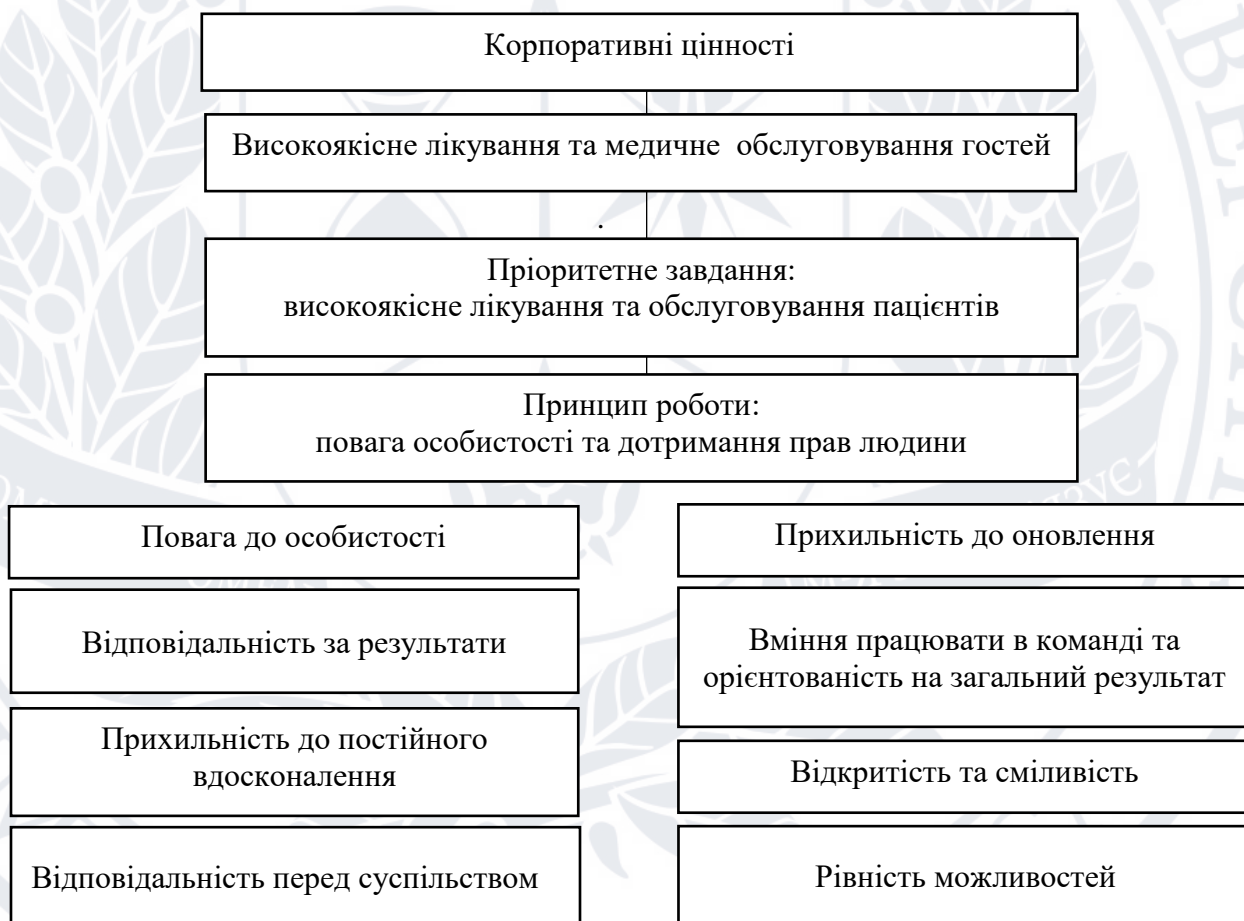 Корпоративні цінності
Високоякісне лікування та медичне обслуговування гостей
.
Пріоритетне завдання:
високоякісне лікування та обслуговування пацієнтів
Принцип роботи:
повага особистості та дотримання прав людини
Повага до особистості
Відповідальність за результати
Прихильність до постійного
вдосконалення
Відповідальність перед суспільством
Прихильність до оновлення
Вміння працювати в команді та
орієнтованість на загальний результат
Відкритість та сміливість
Рівність можливостей